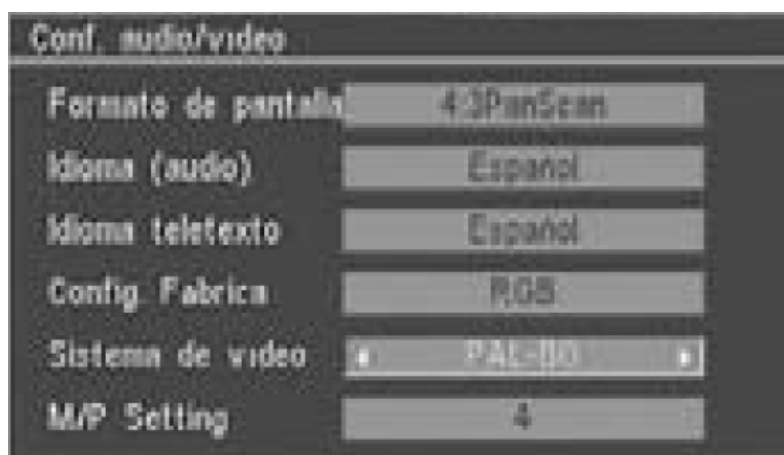 Conf. audio/video
Formato de pantalla 4:3PanScan
Idioma (audo) Español
Idioma teletexto Español
Config. Fabrica RGB
Sistema de video
M/P Setting 4